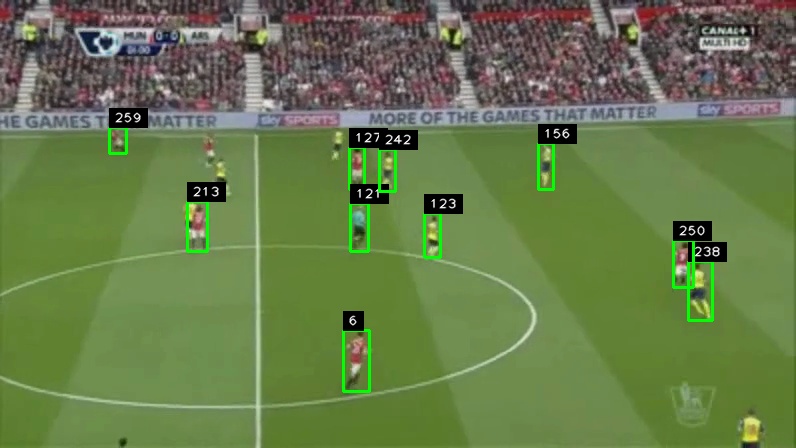 MUN 0-0 ARS
01:00
CANAL+ 1
MULTI HD
HE GAMES THAT MATTER sky SPORTS MORE OF THE GAMES THAT MATTER sky SPORTS
259
127 242
156
213
121
123
250
238
6